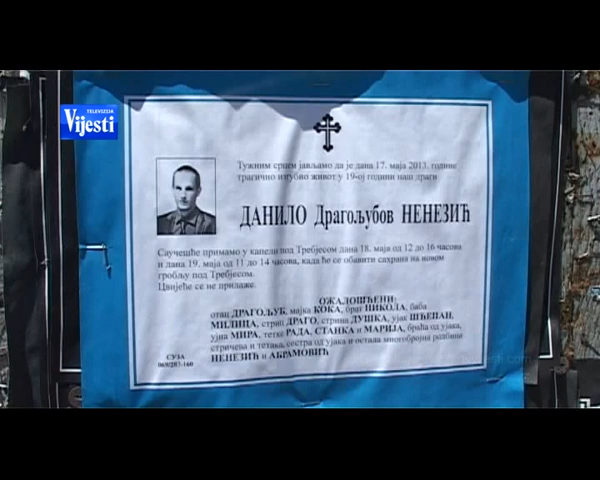 TELEVIZIJA
Vijesti
Тужним срцем јављамо да је дана 17. маја 2013. године
трагично изгубио живот у 19-ој години наш драги
ДАНИЛО Драгољубов НЕНЕЗИЋ
Саучешће примамо у капели под Требјесом дана 18. маја од 12 до 16 часова
и дана 19. маја од 11 до 14 часова, када ће се обавити сахрана на новом
гробљу под Требјесом.
Цвијеће се не прилаже.
ОЖАЛОШЋЕНИ:
отац ДРАГОЉУБ, мајка КОКА, брат НИКОЛА, баба
МИЛИЦА, стриц ДРАГО, стрина ДУШКА, ујак ШЋЕПАН,
ујна МИРА, тетке РАДА, СТАНКА и МАРИЈА, браћа од ујака,
стричева и тетака, сестра од ујака и остала многобројна родбина
НЕНЕЗИЋ и АБРАМОВИЋ
СУЗА
069/283-160